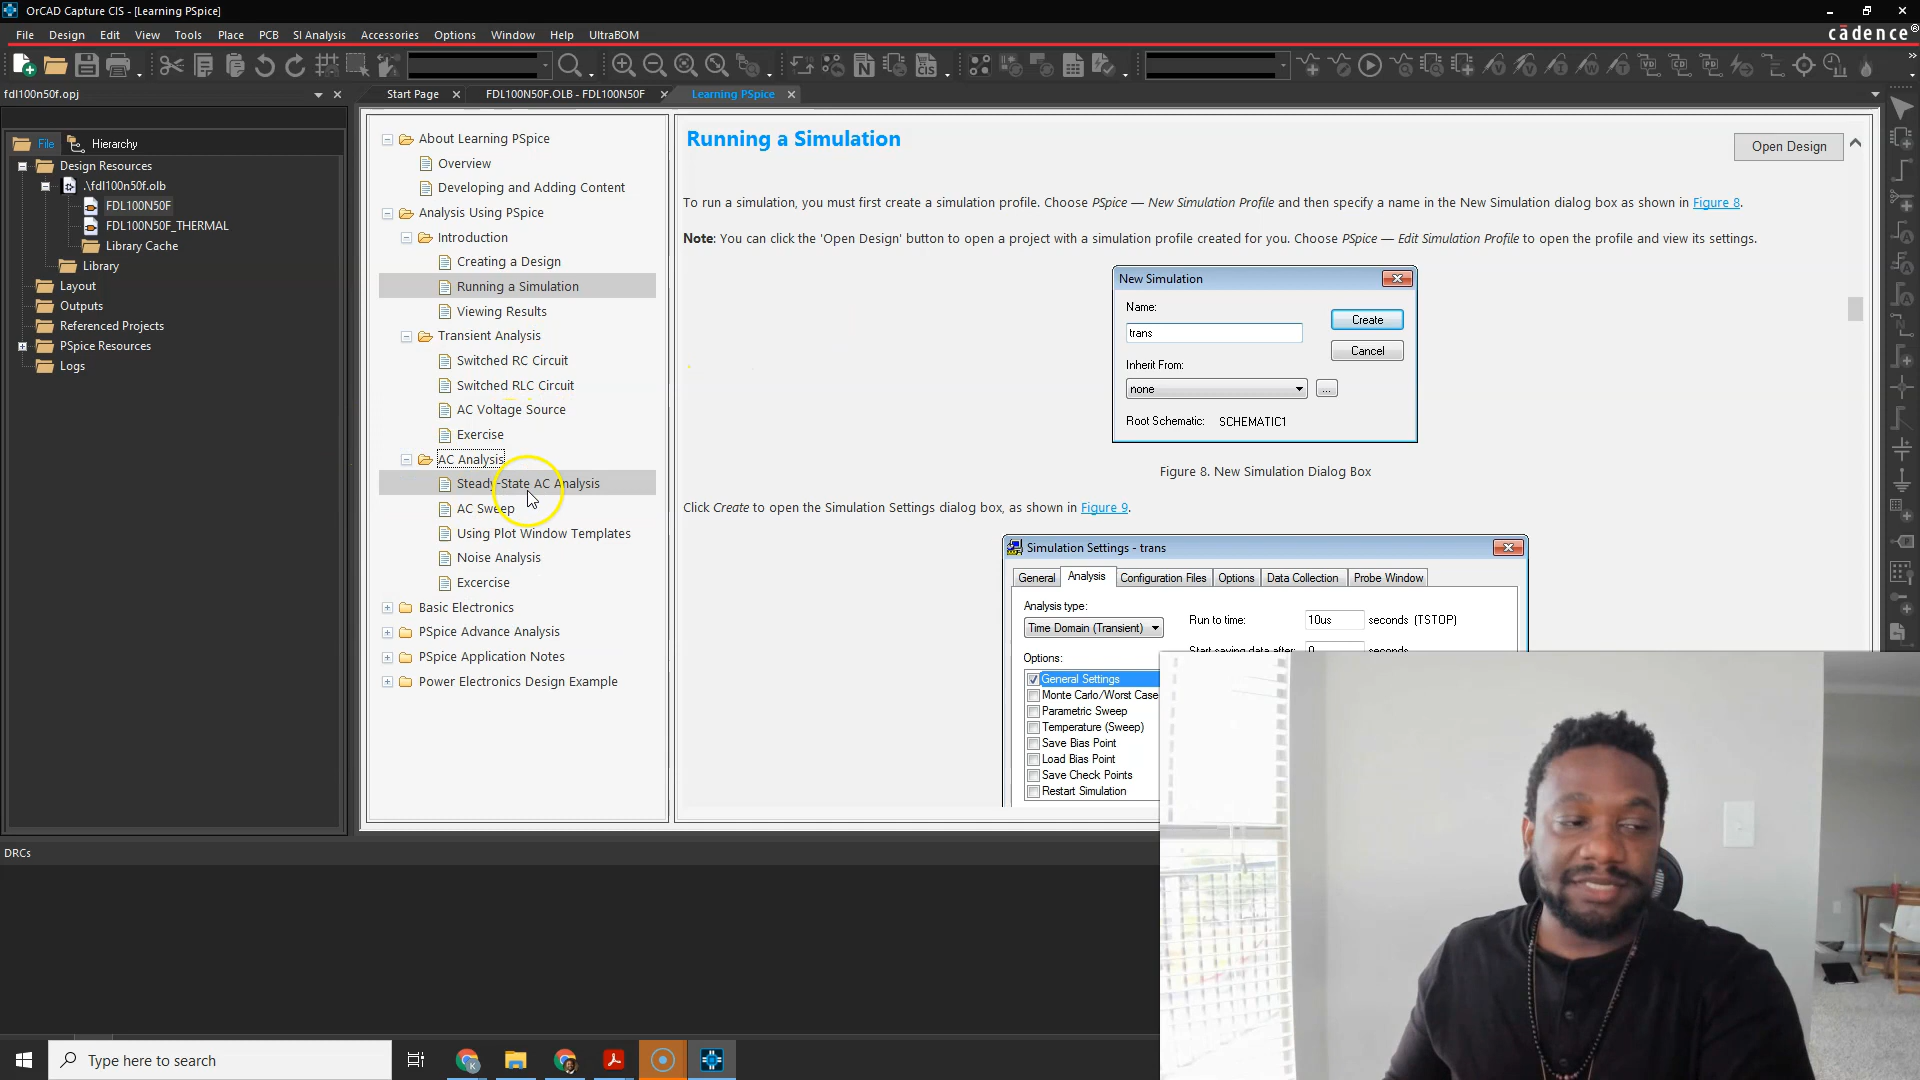 OrCAD Capture CIS - [Learning PSpice]
File Design Edit View Tools Place PCB SI Analysis Accessories Options Window Help UltraBOM
cādence®
fdl100n50f.opj
Start Page FDL100N50F.OLB - FDL100N50F Learning PSpice
File Hierarchy
Design Resources
.\fdl100n50f.olb
FDL100N50F
FDL100N50F_THERMAL
Library Cache
Library
Layout
Outputs
Referenced Projects
PSpice Resources
Logs
About Learning PSpice
Overview
Developing and Adding Content
Analysis Using PSpice
Introduction
Creating a Design
Running a Simulation
Viewing Results
Transient Analysis
Switched RC Circuit
Switched RLC Circuit
AC Voltage Source
Exercise
AC Analysis
Steady-State AC Analysis
AC Sweep
Using Plot Window Templates
Noise Analysis
Excercise
Basic Electronics
PSpice Advance Analysis
PSpice Application Notes
Power Electronics Design Example
Running a Simulation
Open Design
To run a simulation, you must first create a simulation profile. Choose PSpice — New Simulation Profile and then specify a name in the New Simulation dialog box as shown in Figure 8.
Note: You can click the 'Open Design' button to open a project with a simulation profile created for you. Choose PSpice — Edit Simulation Profile to open the profile and view its settings.
New Simulation
Name:
trans
Create
Cancel
Inherit From:
none
...
Root Schematic: SCHEMATIC1
Figure 8. New Simulation Dialog Box
Click Create to open the Simulation Settings dialog box, as shown in Figure 9.
Simulation Settings - trans
General Analysis Configuration Files Options Data Collection Probe Window
Analysis type:
Time Domain (Transient)
Run to time: 10us seconds (TSTOP)
Start saving data after: 0 seconds
Options:
General Settings
Monte Carlo/Worst Case
Parametric Sweep
Temperature (Sweep)
Save Bias Point
Load Bias Point
Save Check Points
Restart Simulation
DRCs
Type here to search